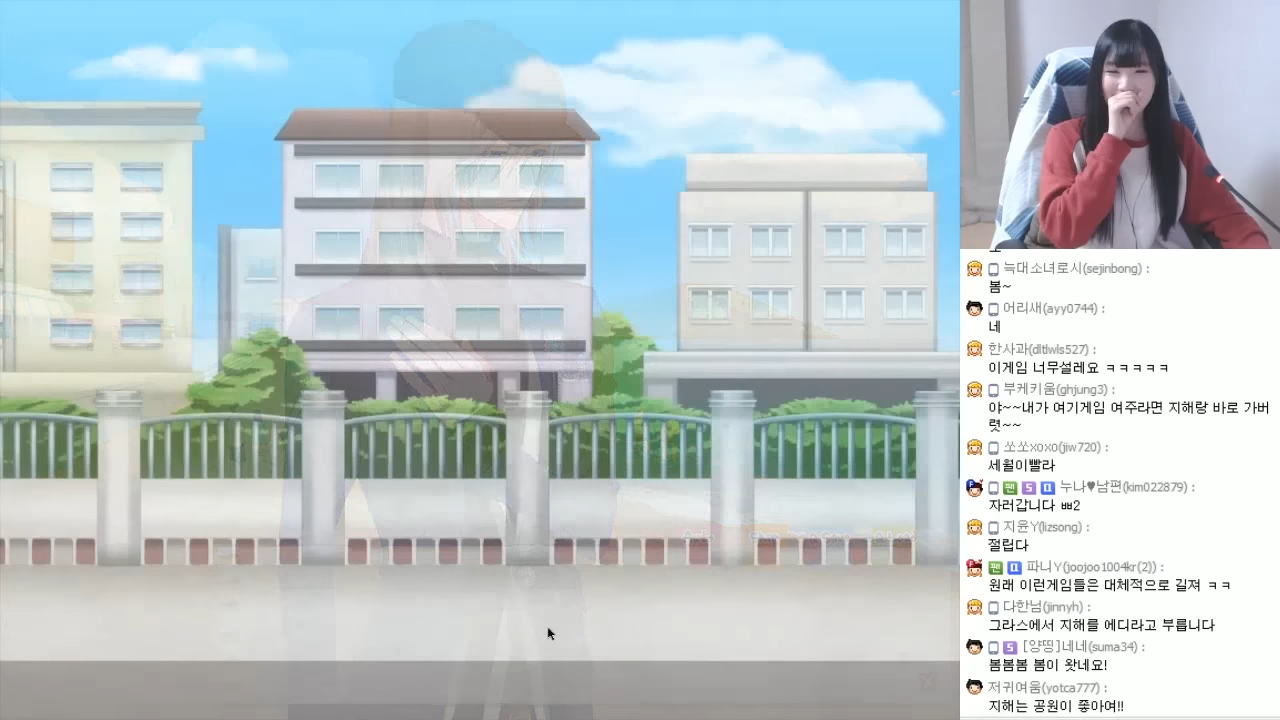 늑대소녀로시(sejinbong) :
봄~
어리새(ayy0744) :
네
한사과(dltlwls527) :
이게임 너무설레요 ㅋㅋㅋㅋㅋ
부케키움(ghjung3) :
야~~내가 여기게임 여주라면 지해랑 바로 가버
렷~~
쏘쏘xoxo(jiw720) :
세월이빨라
팬 S 누나♥남편(kim022879) :
자러갑니다 ㅃ2
지윤Y(lizsong) :
절립다
팬 파니Y(joojoo1004kr(2)) :
원래 이런게임들은 대체적으로 길져 ㅋㅋ
다한님(jinnyh) :
그라스에서 지해를 에디라고 부릅니다
S [양띵]네네(suma34) :
봄봄봄 봄이 왓네요!
저귀여움(yotca777) :
지해는 공원이 좋아여!!